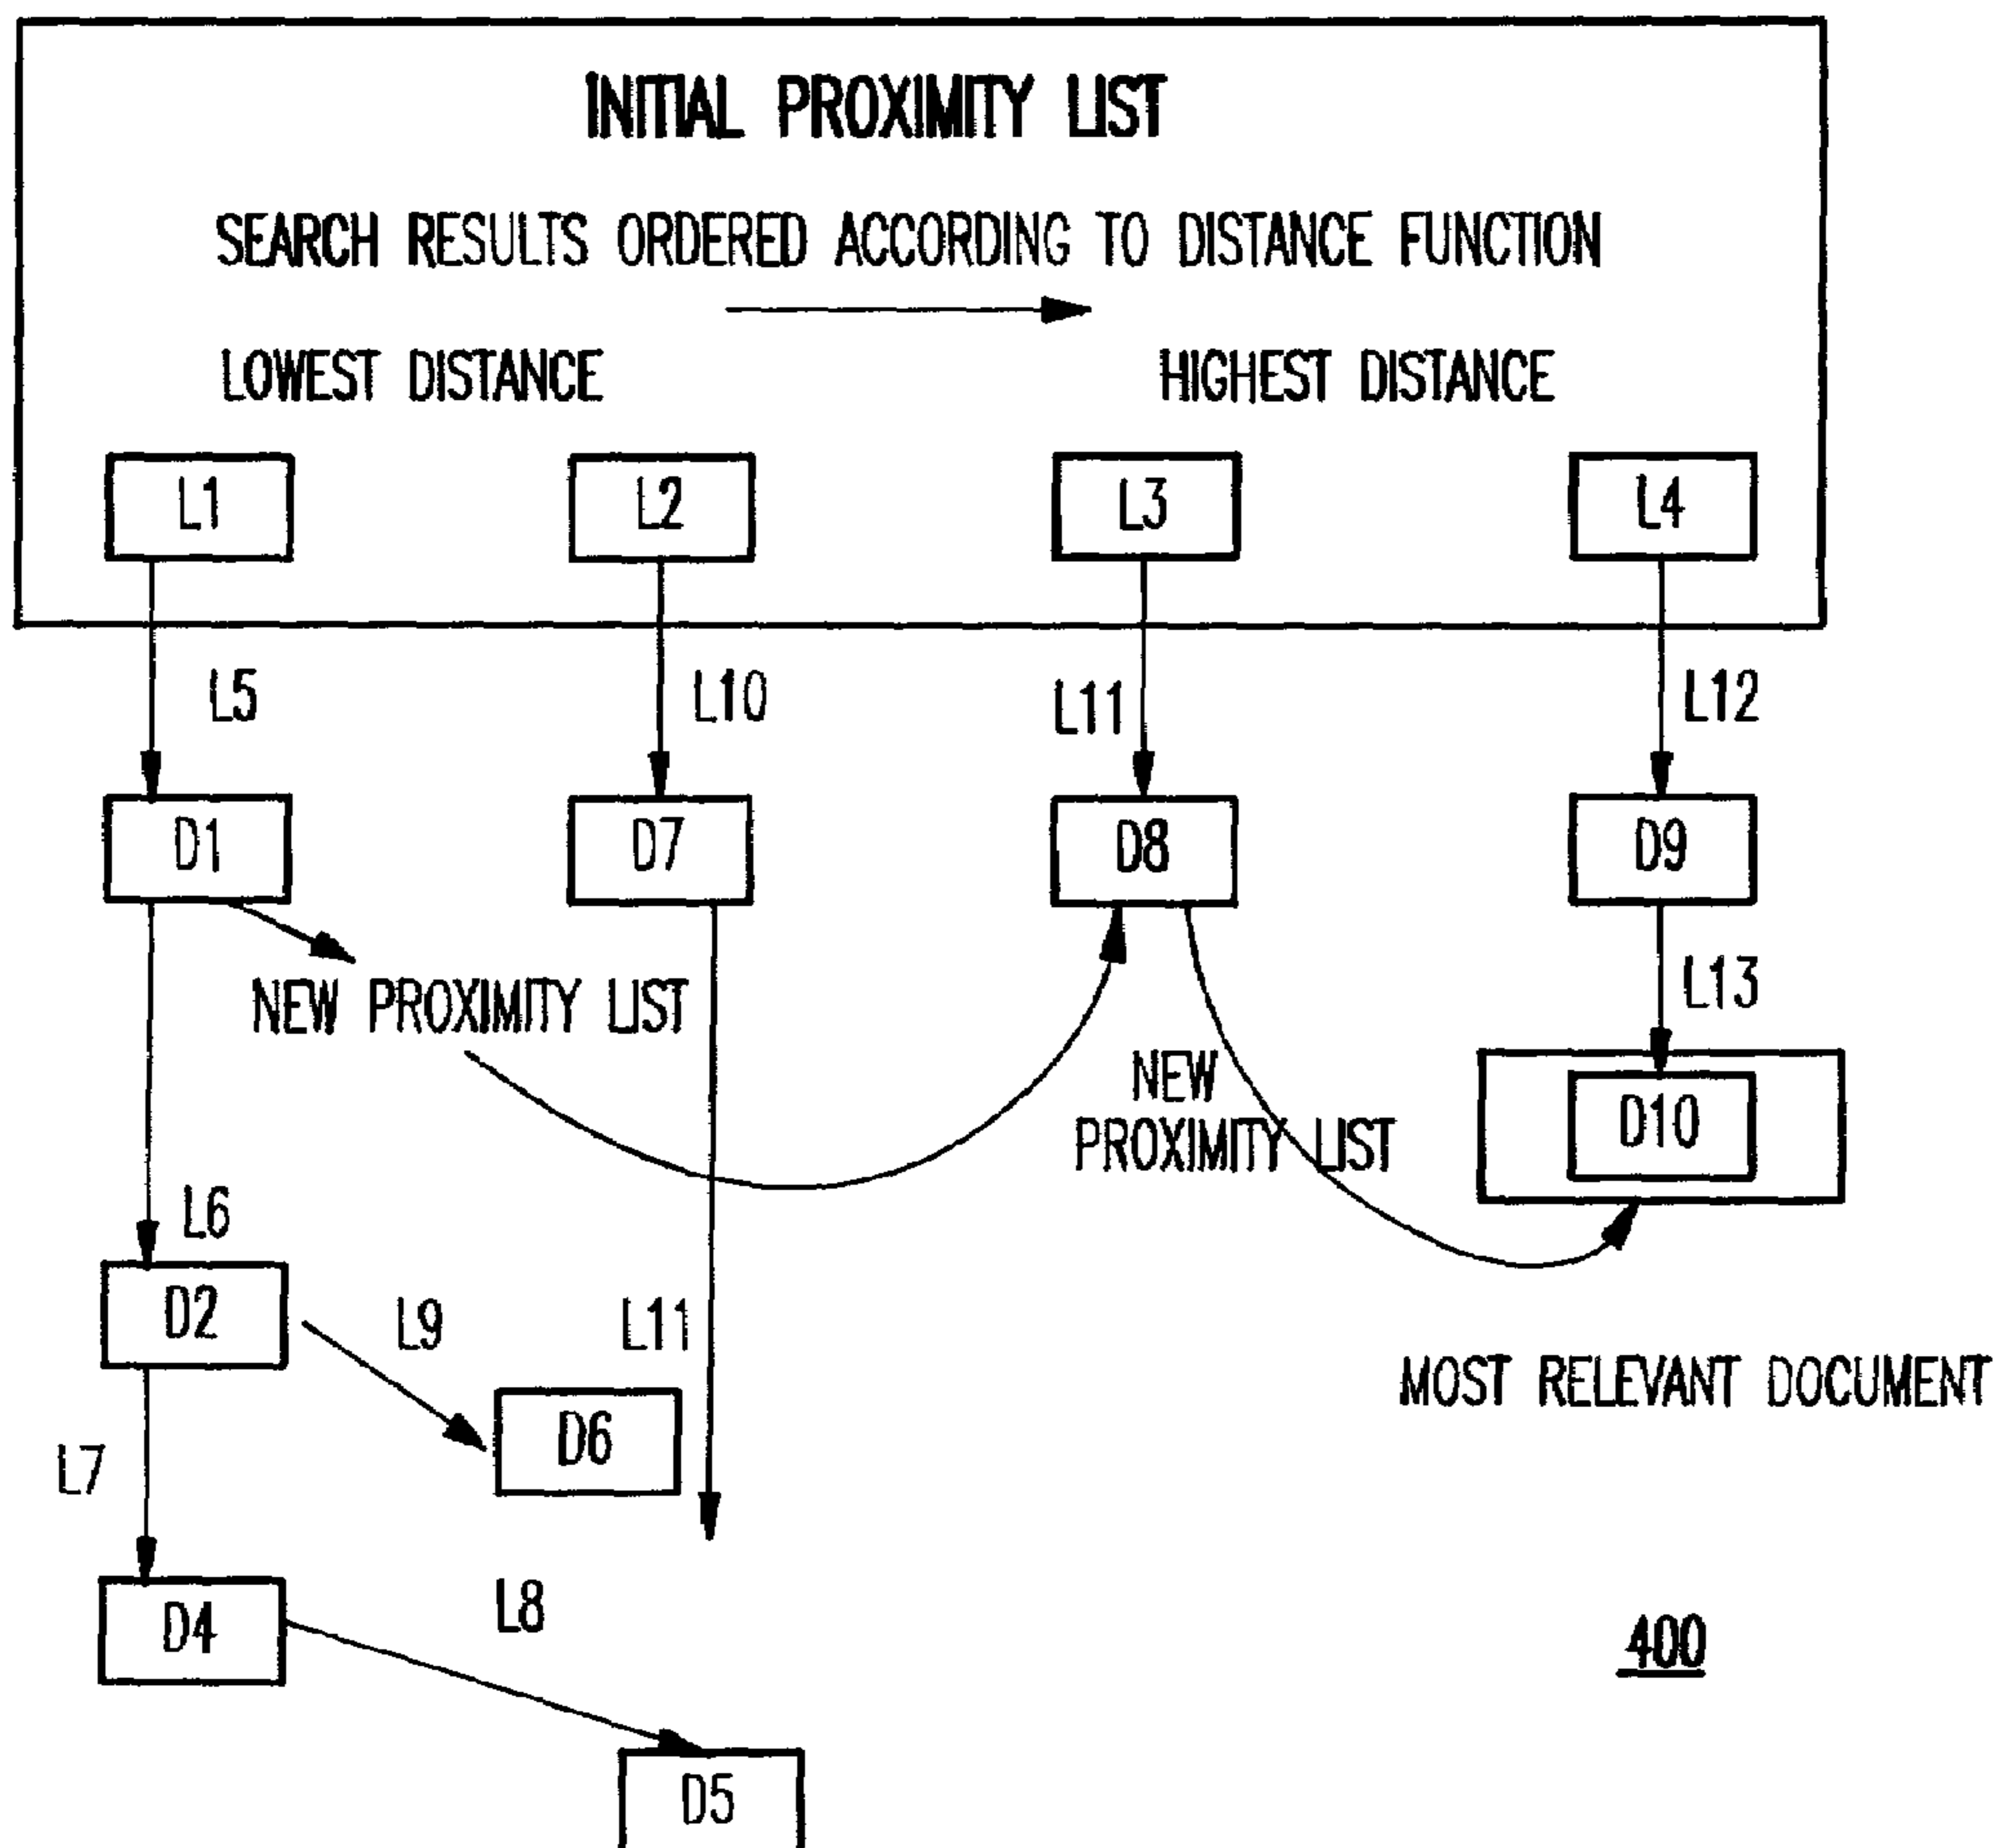 INITIAL PROXIMITY LIST
SEARCH RESULTS ORDERED ACCORDING TO DISTANCE FUNCTION
LOWEST DISTANCE HIGHEST DISTANCE
L1 L2 L3 L4
L5 L10 L11 L12
D1 D7 D8 D9
NEW PROXIMITY LIST
L13
NEW
PROXIMITY LIST
D10
L6
D2 L9 L11
MOST RELEVANT DOCUMENT
D6
L7
L8
D4
400
D5